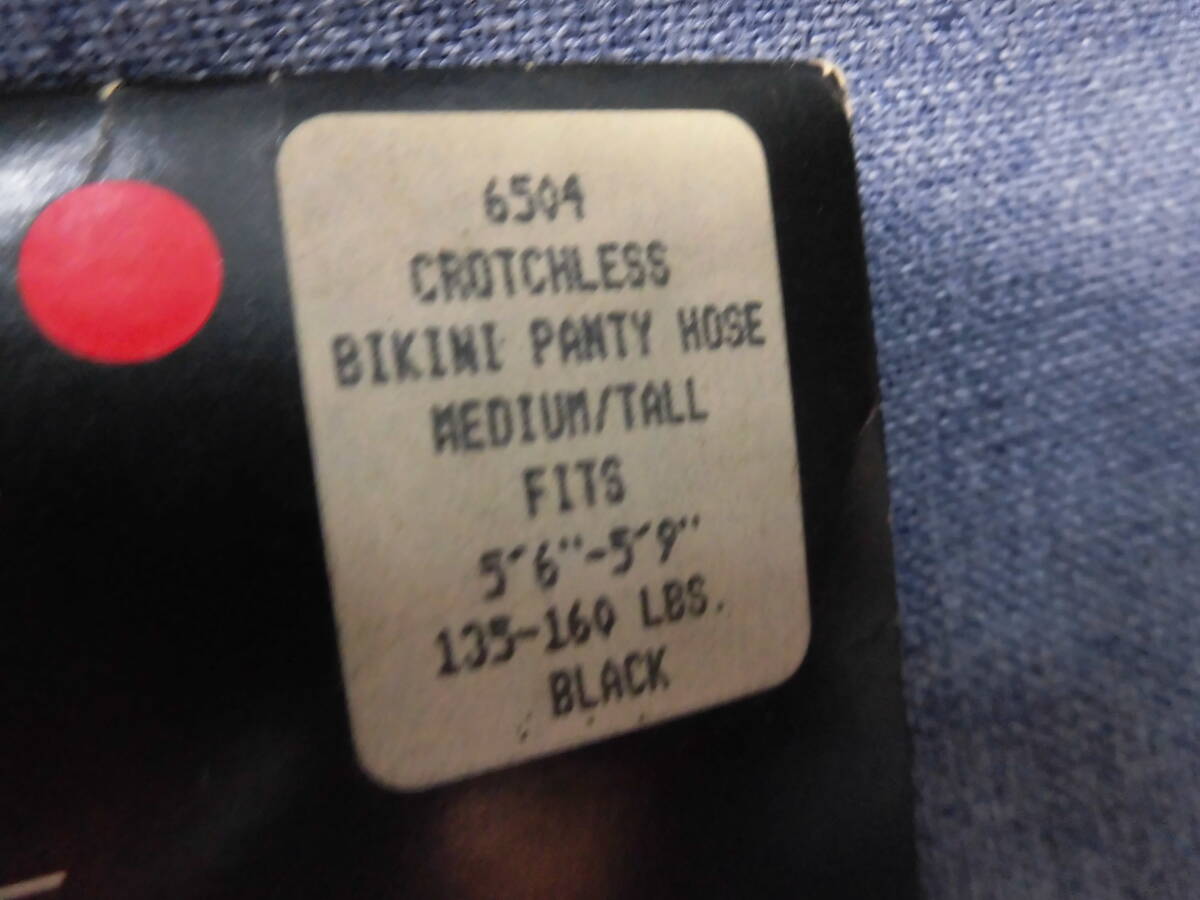 6504
CROTCHLESS
BIKINI PANTY HOSE
MEDIUM/TALL
FITS
5'6"-5'9"
135-160 LBS.
BLACK